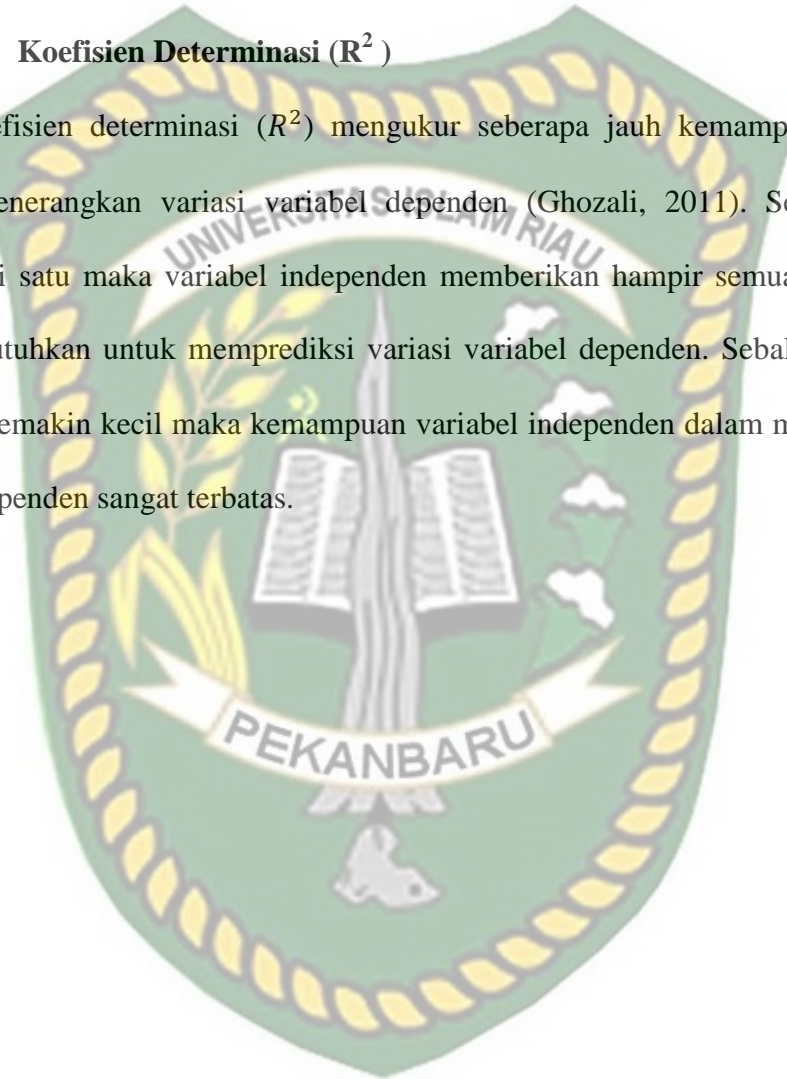 Koefisien Determinasi (R² )
efisien determinasi (R²) mengukur seberapa jauh kemamp
enerangkan variasi variabel dependen (Ghozali, 2011). Se
UNIVERSITAS ISLAM RIAU
i satu maka variabel independen memberikan hampir semua
utuhkan untuk memprediksi variasi variabel dependen. Sebal
emakin kecil maka kemampuan variabel independen dalam m
penden sangat terbatas.
PEKANBARU